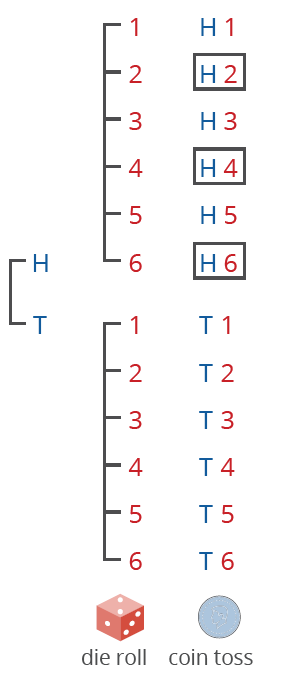 1 H 1
2 H 2
3 H 3
4 H 4
5 H 5
H 6 H 6
T 1 T 1
2 T 2
3 T 3
4 T 4
5 T 5
6 T 6
die roll coin toss